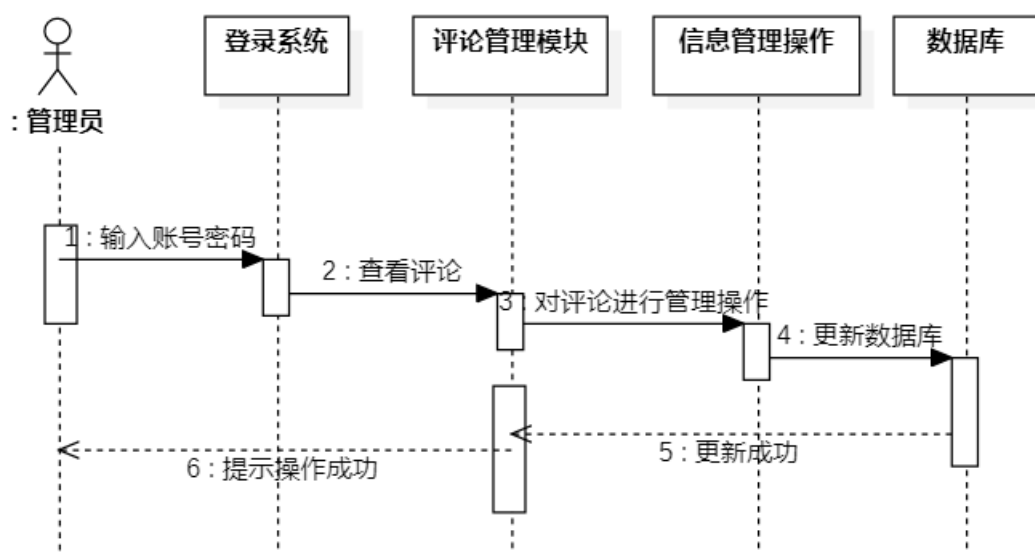 登录系统
评论管理模块
信息管理操作
数据库
: 管理员
1 : 输入账号密码
2 : 查看评论
3 : 对评论进行管理操作
4 : 更新数据库
5 : 更新成功
6 : 提示操作成功